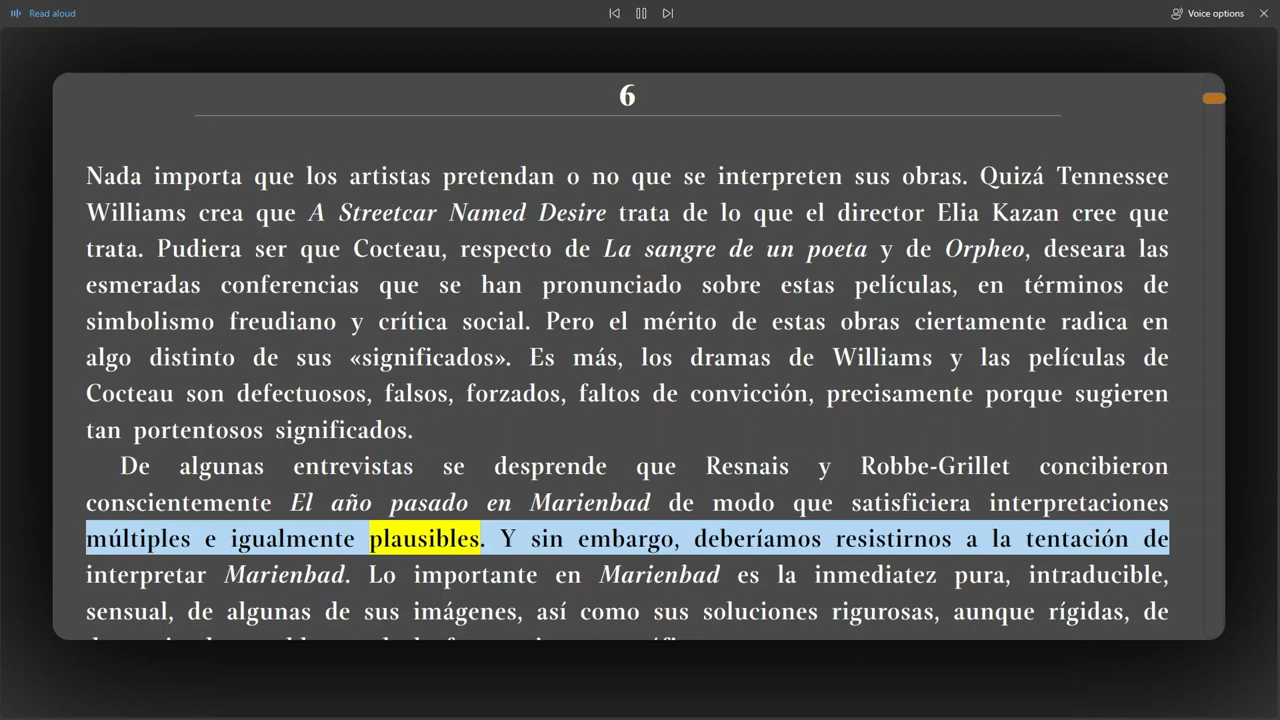 Read aloud
Voice options
6
Nada importa que los artistas pretendan o no que se interpreten sus obras. Quizá Tennessee
Williams crea que A Streetcar Named Desire trata de lo que el director Elia Kazan cree que
trata. Pudiera ser que Cocteau, respecto de La sangre de un poeta y de Orpheo, deseara las
esmeradas conferencias que se han pronunciado sobre estas películas, en términos de
simbolismo freudiano y crítica social. Pero el mérito de estas obras ciertamente radica en
algo distinto de sus «significados». Es más, los dramas de Williams y las películas de
Cocteau son defectuosos, falsos, forzados, faltos de convicción, precisamente porque sugieren
tan portentosos significados.
De algunas entrevistas se desprende que Resnais y Robbe-Grillet concibieron
conscientemente El año pasado en Marienbad de modo que satisficiera interpretaciones
múltiples e igualmente plausibles. Y sin embargo, deberíamos resistirnos a la tentación de
interpretar Marienbad. Lo importante en Marienbad es la inmediatez pura, intraducible,
sensual, de algunas de sus imágenes, así como sus soluciones rigurosas, aunque rígidas, de